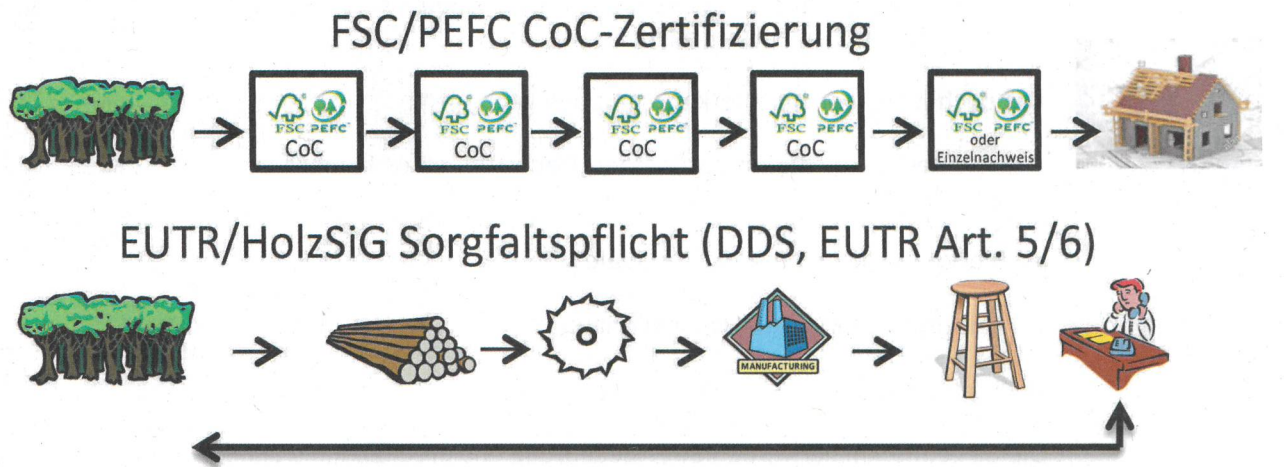 FSC/PEFC CoC-Zertifizierung
FSC PEFC
CoC
FSC PEFC
CoC
FSC PEFC
CoC
FSC PEFC
CoC
FSC PEFC
oder
Einzelnachweis
EUTR/HolzSiG Sorgfaltspflicht (DDS, EUTR Art. 5/6)
MANUFACTURING